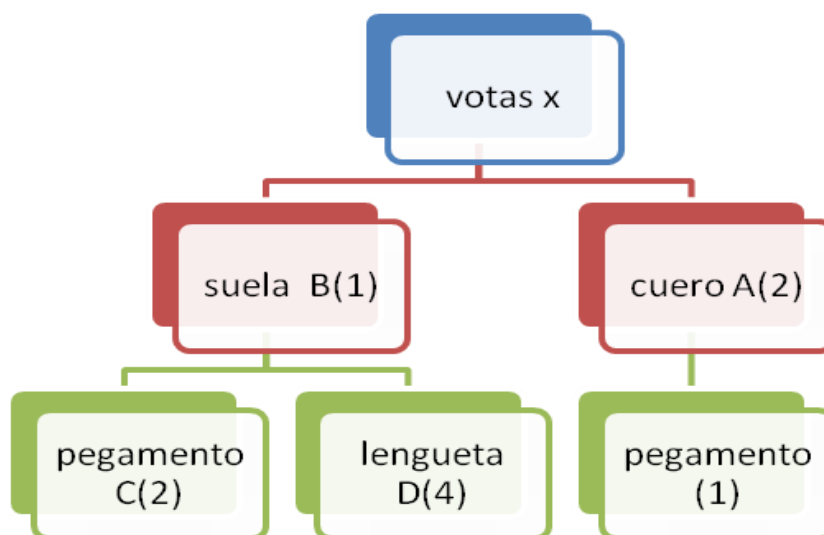 votas x
suela B(1)
cuero A(2)
pegamento
C(2)
lengueta
D(4)
pegamento
(1)